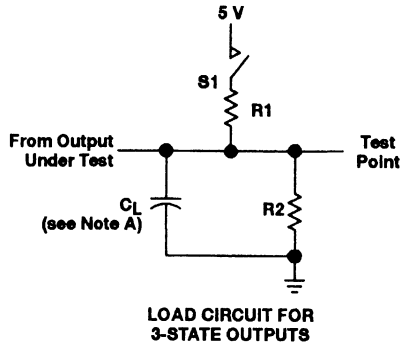 5 V
S1
R1
From Output
Under Test
Test
Point
CL
(see Note A)
R2
LOAD CIRCUIT FOR
3-STATE OUTPUTS